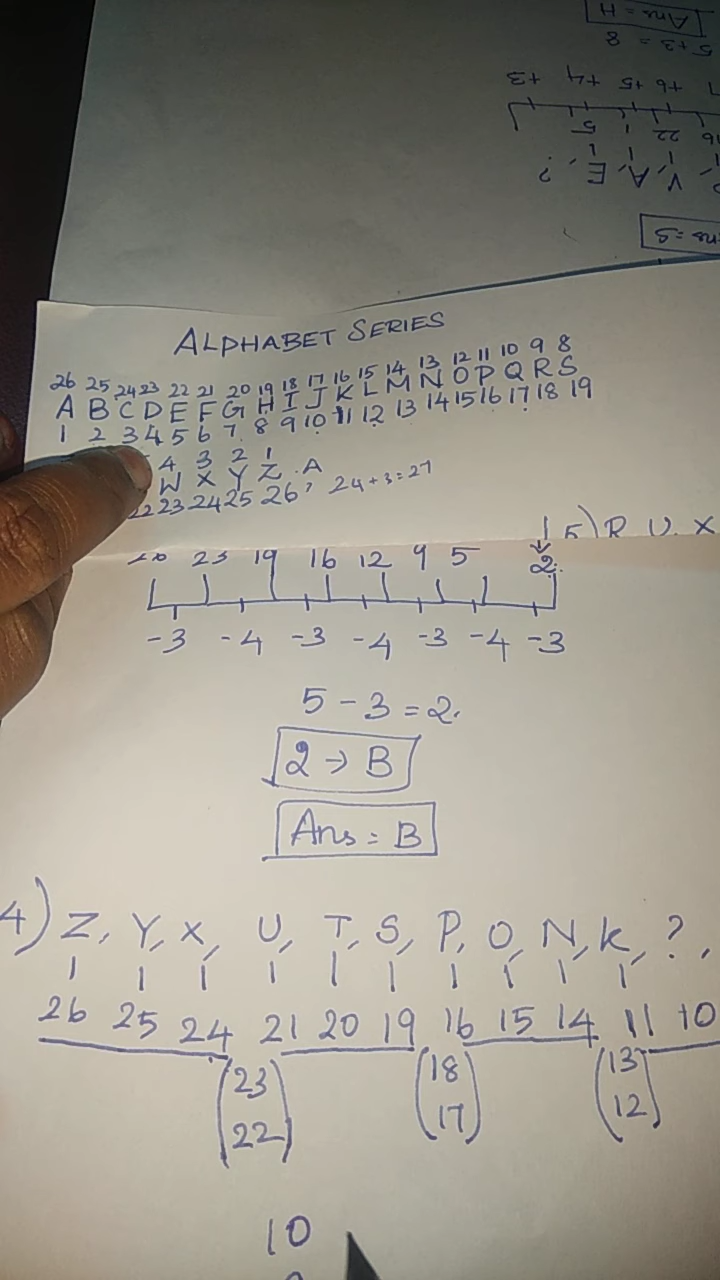 Ans = H
5+3 = 8
+6 +5 +4 +3
22 1 5
V, A, E, ?
ns = S
ALPHABET SERIES
26 25 24 23 22 21 20 19 18 17 16 15 14 13 12 11 10 9 8
A B C D E F G H I J K L M N O P Q R S
1 2 3 4 5 6 7 8 9 10 11 12 13 14 15 16 17 18 19
4 3 2 1
W X Y Z . A
22 23 24 25 26, 24+3=27
5) R U X
23 19 16 12 9 5 2.
-3 -4 -3 -4 -3 -4 -3
5 - 3 = 2.
2 → B
Ans = B
4) Z, Y, X, U, T, S, P, O, N, K, ?,
26 25 24 21 20 19 16 15 14 11 10
23 18 13
22 17 12
10